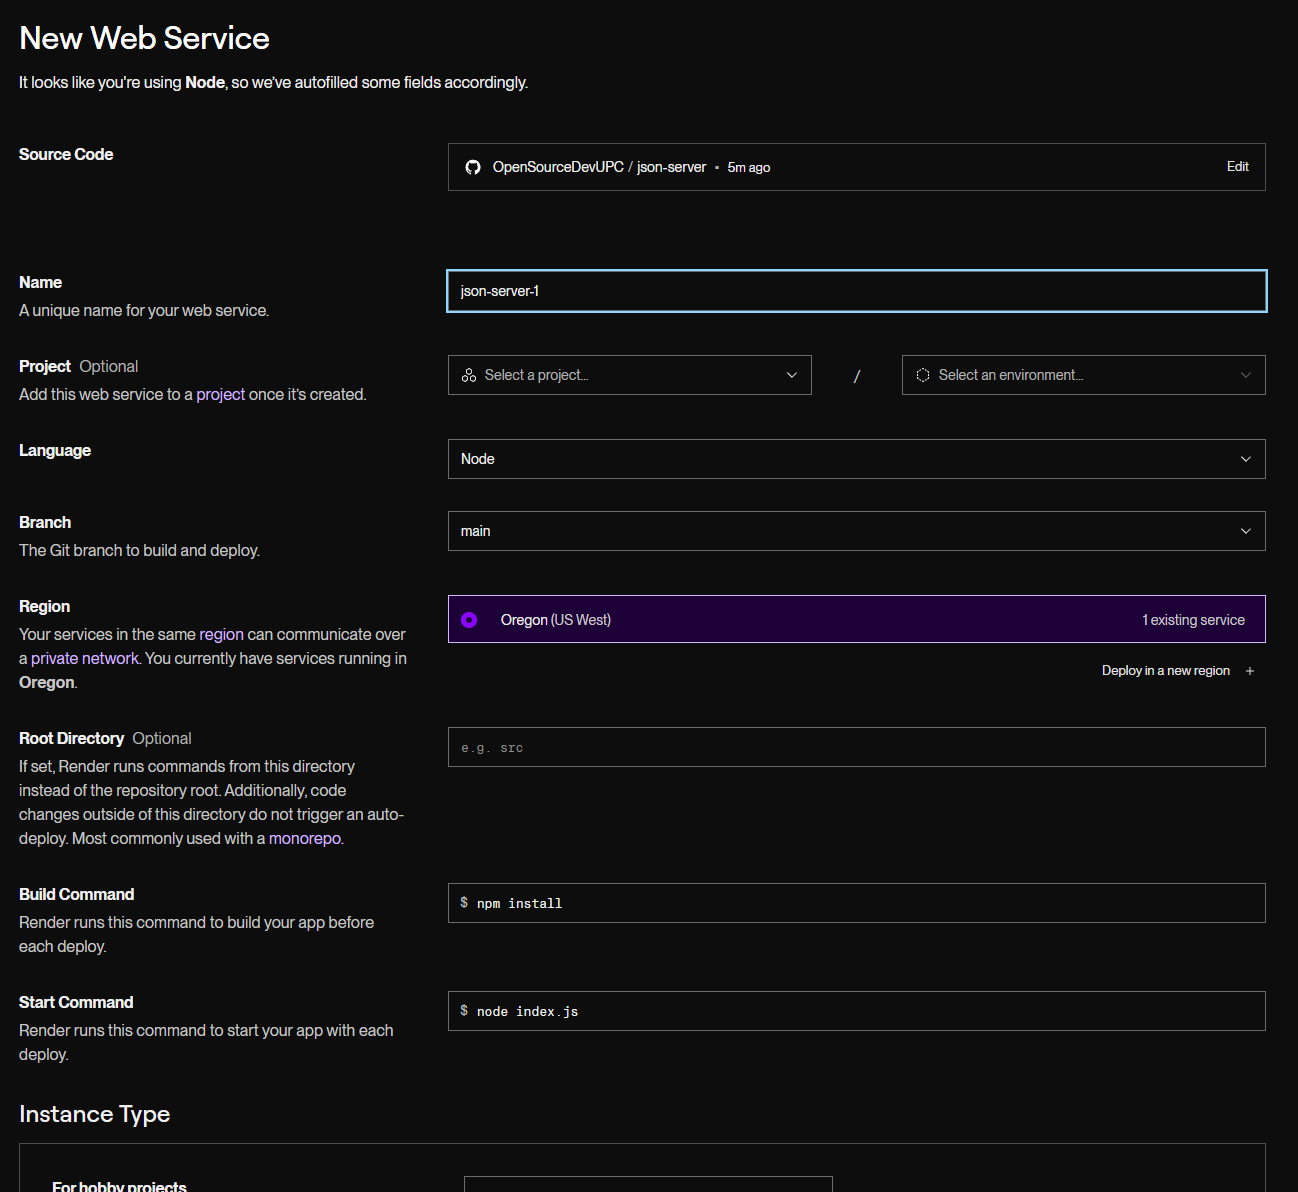 New Web Service
It looks like you're using Node, so we've autofilled some fields accordingly.
Source Code
OpenSourceDevUPC / json-server • 5m ago
Edit
Name
A unique name for your web service.
json-server-1
Project Optional
Add this web service to a project once it's created.
Select a project...
/
Select an environment...
Language
Node
Branch
The Git branch to build and deploy.
main
Region
Your services in the same region can communicate over
a private network. You currently have services running in
Oregon.
Oregon (US West)
1 existing service
Deploy in a new region +
Root Directory Optional
If set, Render runs commands from this directory
instead of the repository root. Additionally, code
changes outside of this directory do not trigger an auto-
deploy. Most commonly used with a monorepo.
e.g. src
Build Command
Render runs this command to build your app before
each deploy.
$ npm install
Start Command
Render runs this command to start your app with each
deploy.
$ node index.js
Instance Type
For hobby projects